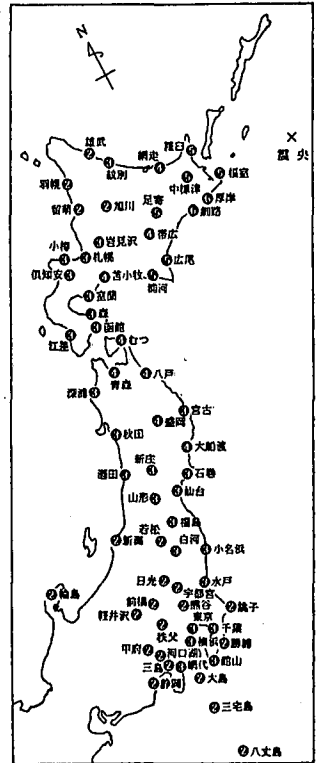 N
震央
雄武
網走
羅臼
紋別
根室
中標津
羽幌
厚岸
留萌
旭川
足寄
釧路
帯広
岩見沢
小樽
札幌
広尾
倶知安
苫小牧
浦河
室蘭
森
函館
江差
むつ
青森
八戸
深浦
宮古
盛岡
秋田
大船渡
新庄
酒田
石巻
山形
仙台
福島
若松
新潟
白河
小名浜
日光
水戸
輪島
宇都宮
前橋
熊谷
銚子
軽井沢
東京
千葉
秩父
横浜
勝浦
甲府
河口湖
館山
三島
網代
静岡
大島
三宅島
八丈島